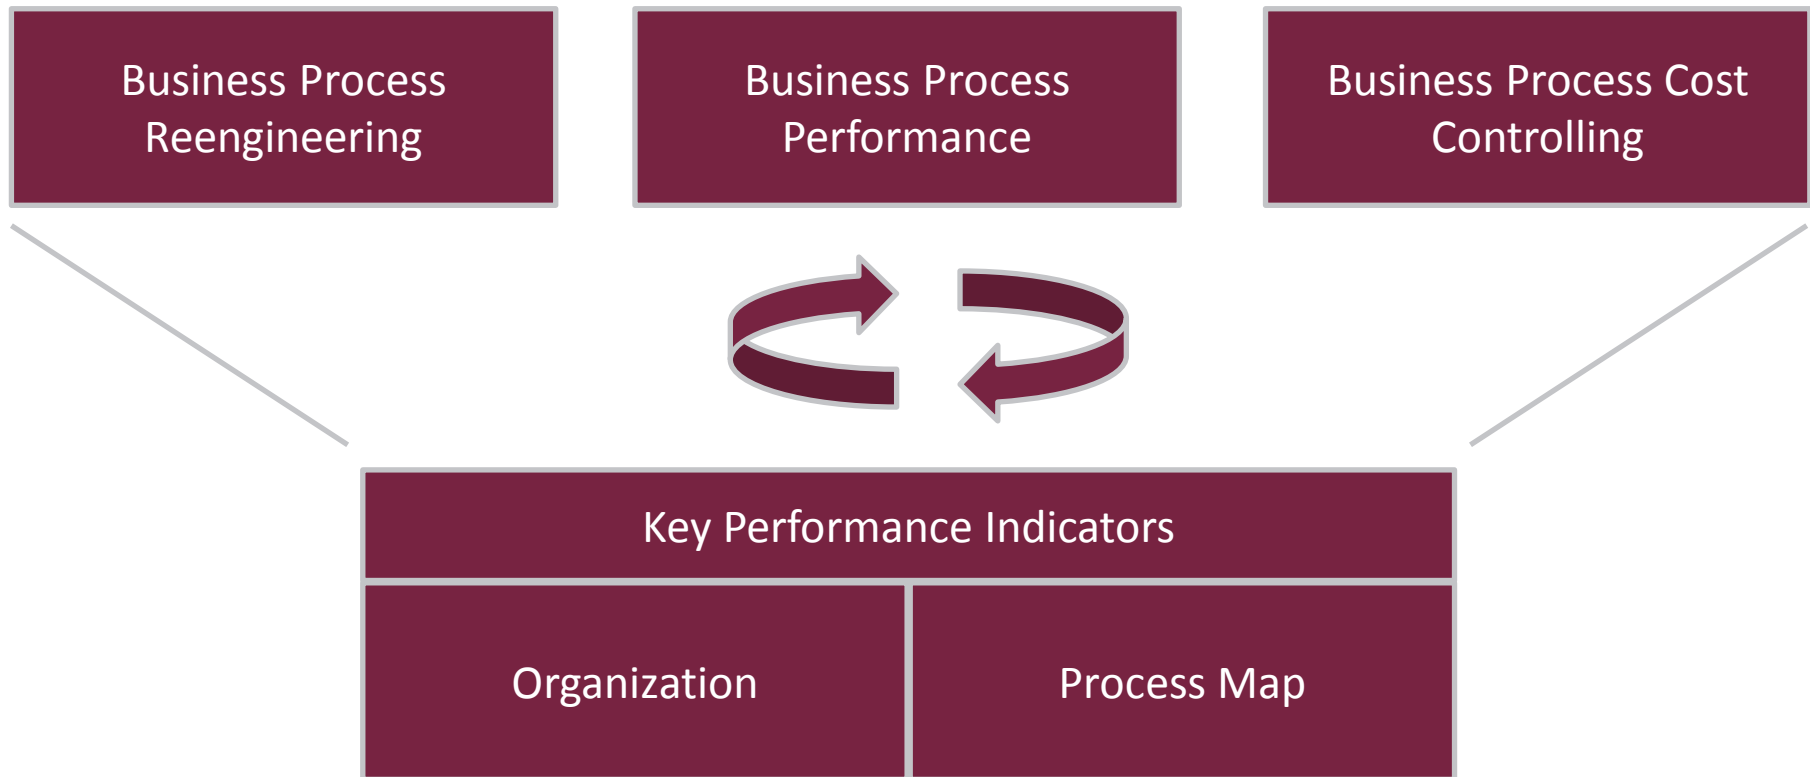 Business Process
Reengineering
Business Process
Performance
Business Process Cost
Controlling
Key Performance Indicators
Organization
Process Map